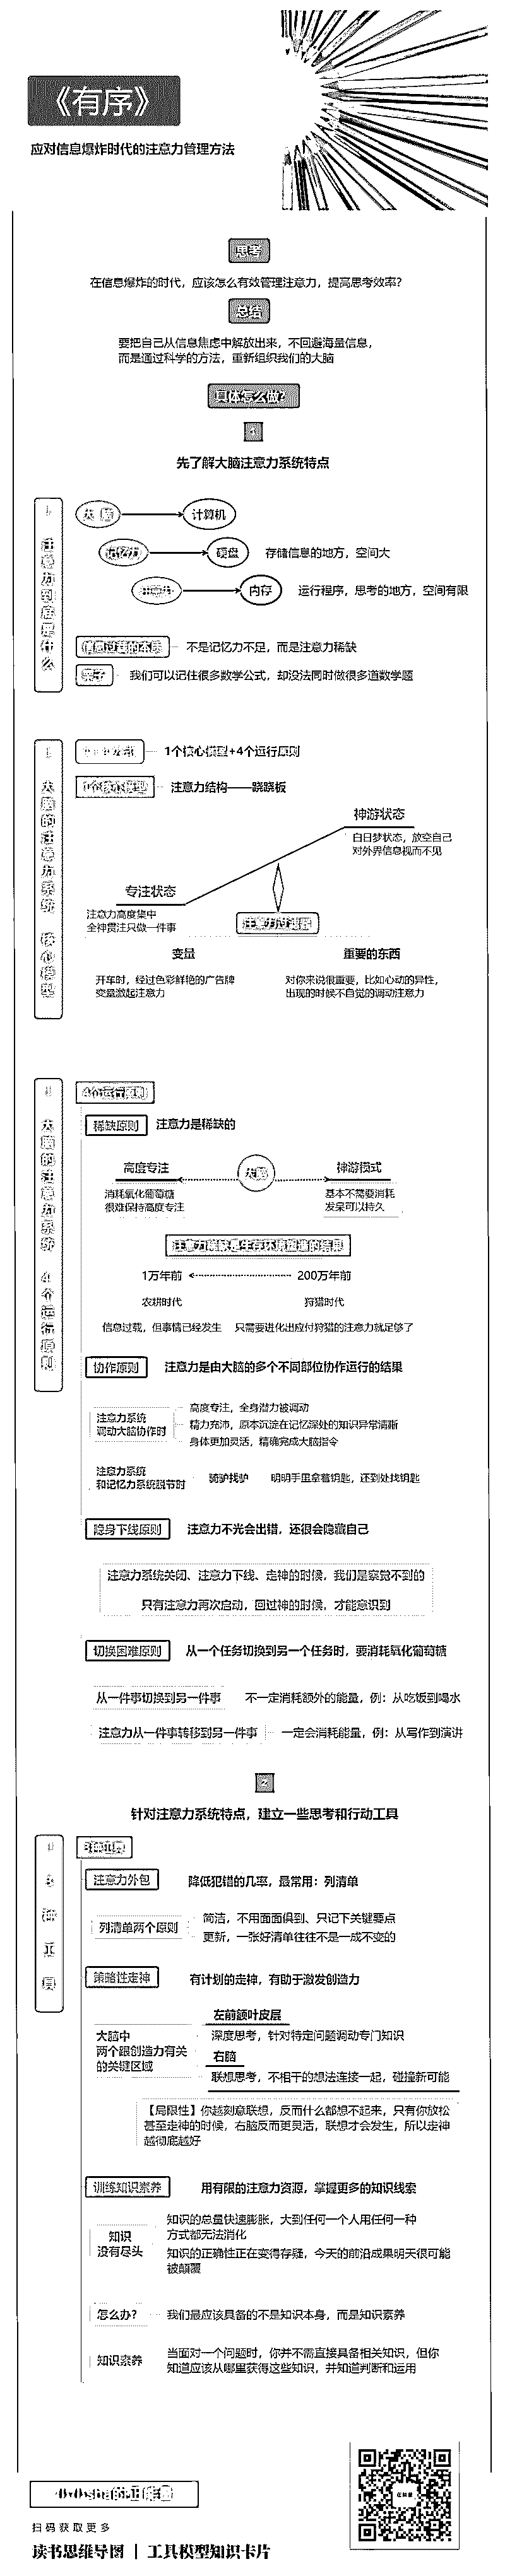 《有序》
应对信息爆炸时代的注意力管理方法
思考
在信息爆炸的时代，应该怎么有效管理注意力，提高思考效率？
总结
要把自己从信息焦虑中解放出来，不回避海量信息，
而是通过科学的方法，重新组织我们的大脑
具体怎么做？
1
先了解大脑注意力系统特点
注意力到底是什么
大脑
计算机
记忆力
硬盘
存储信息的地方，空间大
内存
运行程序，思考的地方，空间有限
信息过载的本质
不是记忆力不足，而是注意力稀缺
栗子
我们可以记住很多数学公式，却没法同时做很多道数学题
大脑的注意力系统 核心模型
1个核心模型+4个运行原则
1个核心模型
注意力结构——跷跷板
神游状态
白日梦状态，放空自己
对外界信息视而不见
专注状态
注意力高度集中
全神贯注只做一件事
注意力过滤器
变量
重要的东西
开车时，经过色彩鲜艳的广告牌
变量激起注意力
对你来说很重要，比如心动的异性，
出现的时候不自觉的调动注意力
大脑的注意力系统 4个运行原则
4个运行原则
稀缺原则
注意力是稀缺的
高度专注
大脑
神游模式
消耗氧化葡萄糖
很难保持高度专注
基本不需要消耗
发呆可以持久
注意力稀缺是生存环境塑造的结果
1万年前
200万年前
农耕时代
狩猎时代
信息过载，但事情已经发生
只需要进化出应付狩猎的注意力就足够了
协作原则
注意力是由大脑的多个不同部位协作运行的结果
注意力系统
调动大脑协作时
高度专注，全身潜力被调动
精力充沛，原本沉淀在记忆深处的知识异常清晰
身体更加灵活，精确完成大脑指令
注意力系统
和记忆力系统脱节时
骑驴找驴
明明手里拿着钥匙，还到处找钥匙
隐身下线原则
注意力不光会出错，还很会隐藏自己
注意力系统关闭、注意力下线、走神的时候，我们是察觉不到的
只有注意力再次启动，回过神的时候，才能意识到
切换困难原则
从一个任务切换到另一个任务时，要消耗氧化葡萄糖
从一件事切换到另一件事
不一定消耗额外的能量，例：从吃饭到喝水
注意力从一件事转移到另一件事
一定会消耗能量，例：从写作到演讲
2
针对注意力系统特点，建立一些思考和行动工具
3种工具
3种工具
注意力外包
降低犯错的几率，最常用：列清单
列清单两个原则
简洁，不用面面俱到、只记下关键要点
更新，一张好清单往往不是一成不变的
策略性走神
有计划的走神，有助于激发创造力
大脑中
两个跟创造力有关
的关键区域
左前额叶皮层
深度思考，针对特定问题调动专门知识
右脑
联想思考，不相干的想法连接一起，碰撞新可能
【局限性】你越刻意联想，反而什么都想不起来，只有你放松
甚至走神的时候，右脑反而更灵活，联想才会发生，所以走神
越彻底越好
训练知识素养
用有限的注意力资源，掌握更多的知识线索
知识
没有尽头
知识的总量快速膨胀，大到任何一个人用任何一种
方式都无法消化
知识的正确性正在变得存疑，今天的前沿成果明天很可能
被颠覆
怎么办？
我们最应该具备的不是知识本身，而是知识素养
知识素养
当面对一个问题时，你并不需直接具备相关知识，但你
知道应该从哪里获得这些知识，并知道判断和运用
扫码获取更多
读书思维导图 | 工具模型知识卡片